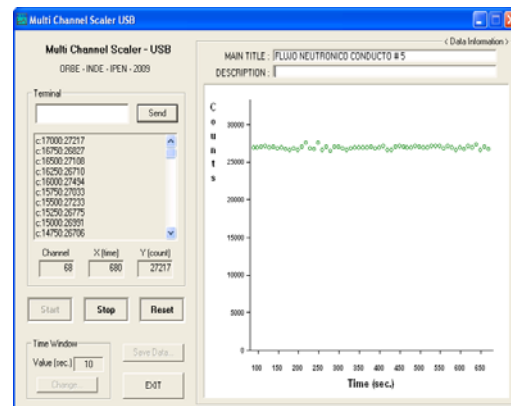 Multi Channel Scaler USB
Multi Channel Scaler - USB
ORBE - INDE - IPEN - 2009
Terminal
Send
c:17000:27217
c:16750:26827
c:16500:27108
c:16250:26710
c:16000:27494
c:15750:27033
c:15500:27233
c:15250:26775
c:15000:26991
c:14750:26706
Channel X (time) Y (count)
68 680 27217
Start Stop Reset
Time Window
Value (sec.) 10
Change...
Save Data...
EXIT
< Data Information >
MAIN TITLE : FLUJO NEUTRONICO CONDUCTO # 5
DESCRIPTION :
Counts
30000
25000
20000
15000
10000
5000
0
100 150 200 250 300 350 400 450 500 550 600 650
Time (sec.)